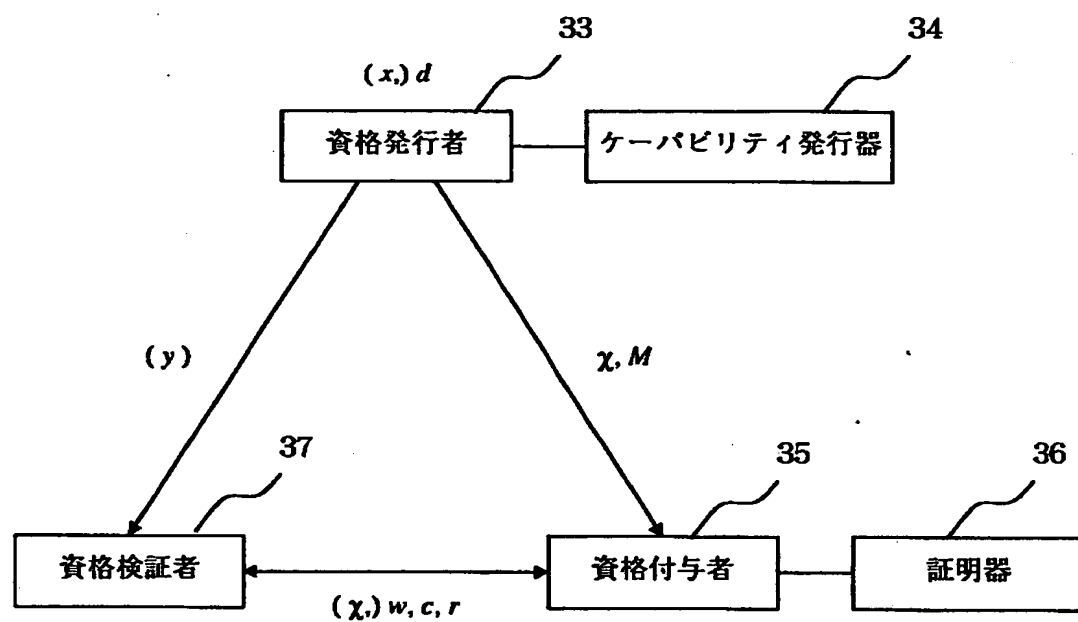 33
34
(x,) d
資格発行者
ケーパビリティ発行器
(y)
χ, M
37
35
36
資格検証者
資格付与者
証明器
(χ,) w, c, r